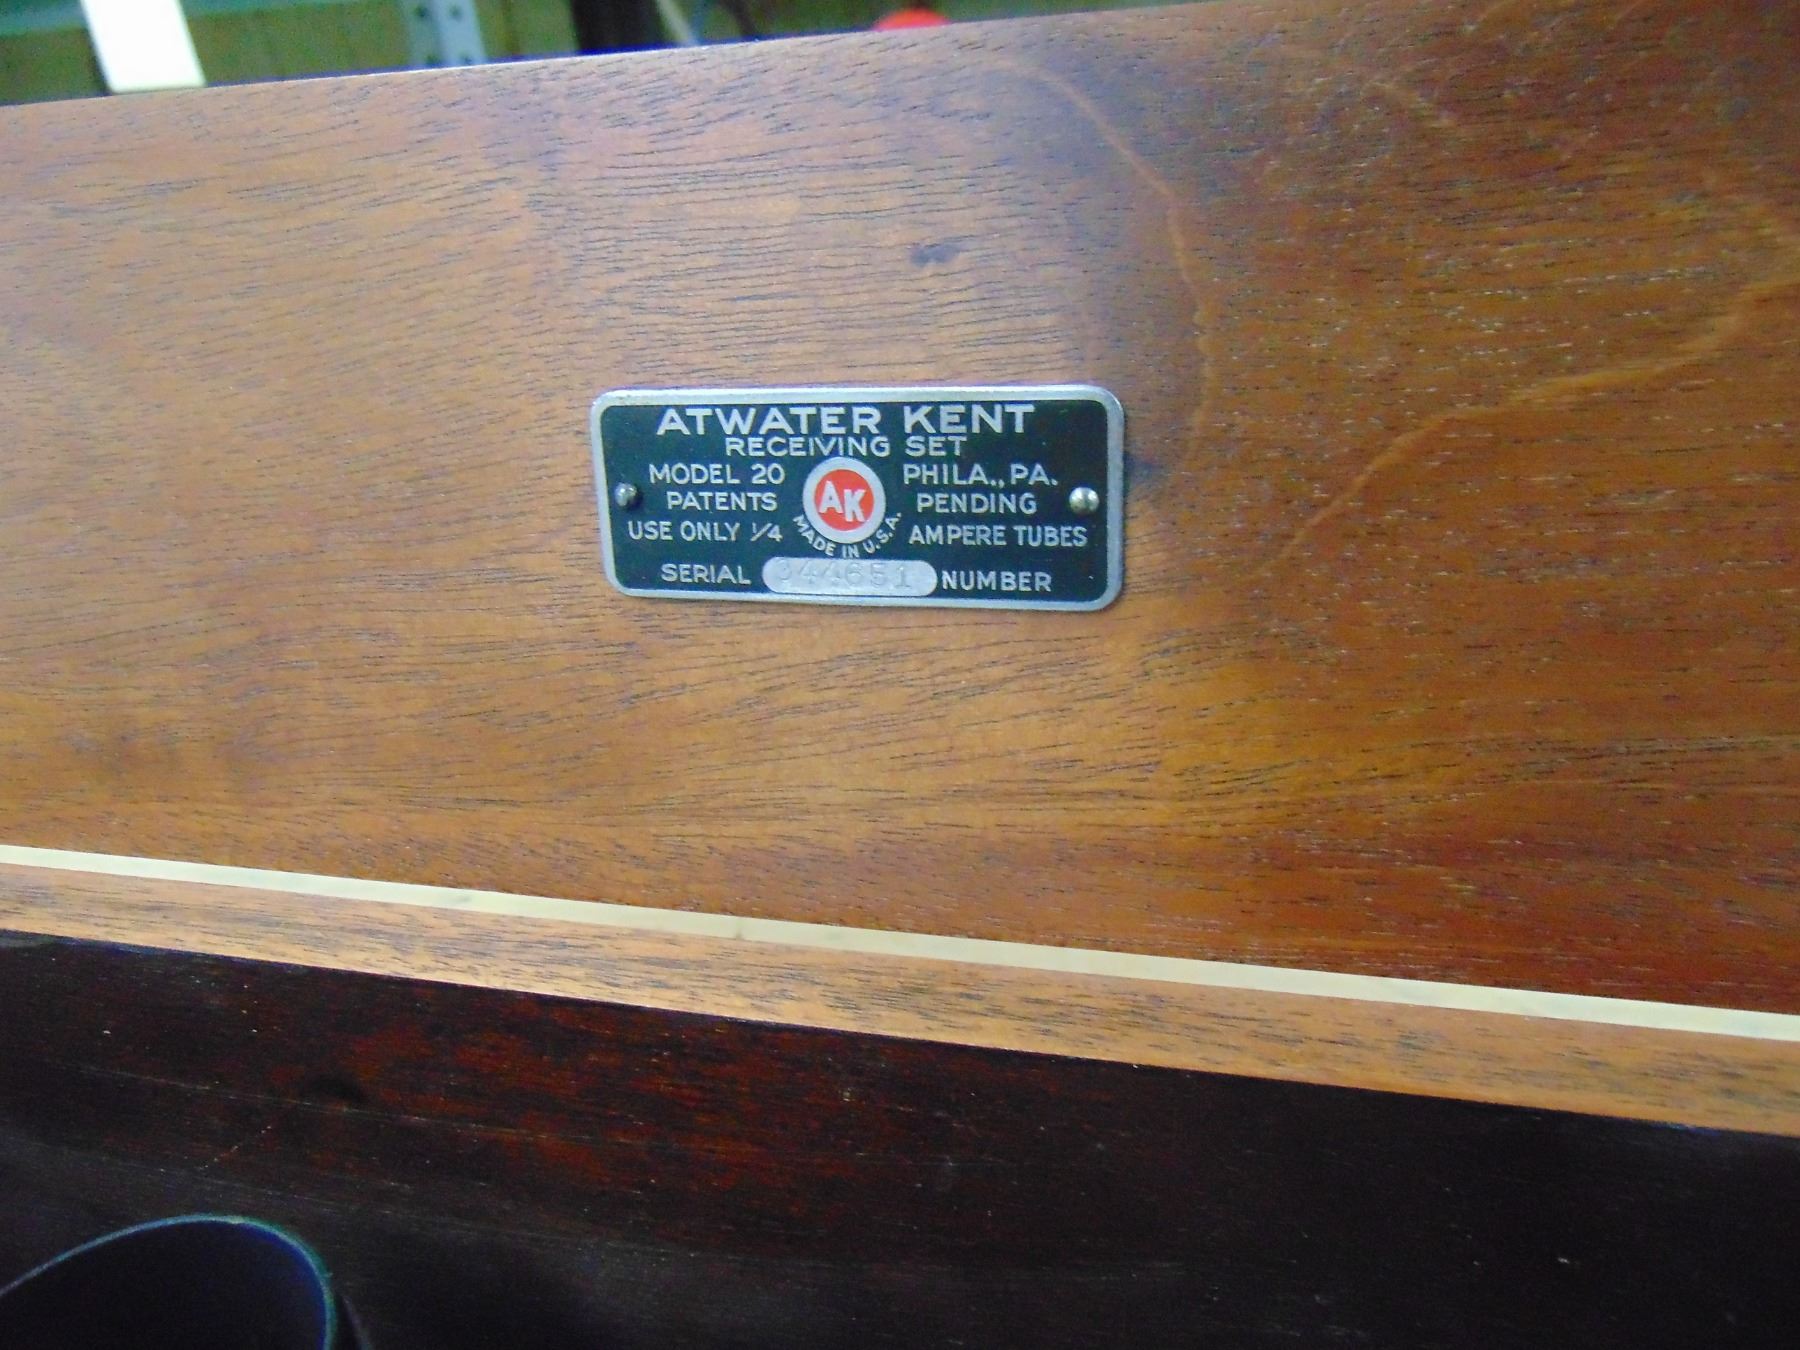 ATWATER KENT
RECEIVING SET
MODEL 20 AK PHILA., PA.
PATENTS PENDING
MADE IN U.S.A.
USE ONLY 1/4 AMPERE TUBES
SERIAL NUMBER